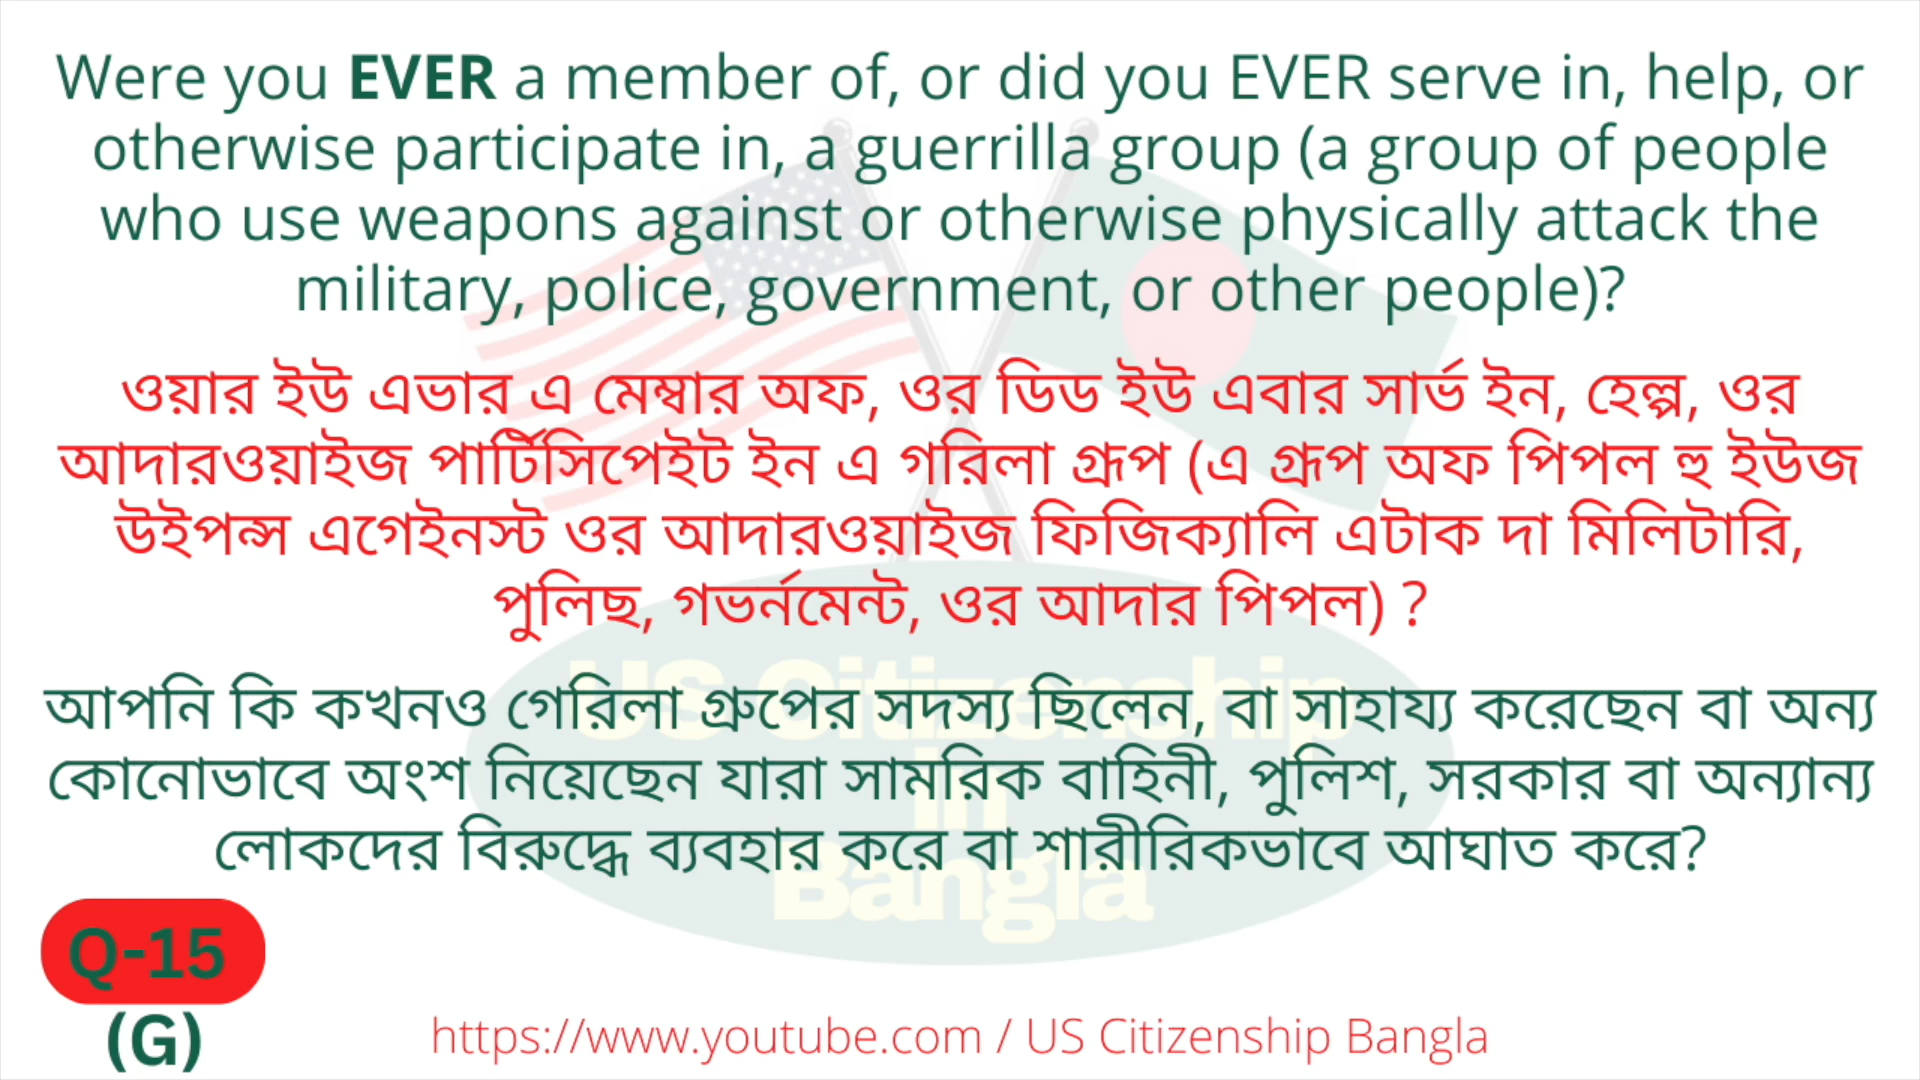 Were you EVER a member of, or did you EVER serve in, help, or
otherwise participate in, a guerrilla group (a group of people
who use weapons against or otherwise physically attack the
military, police, government, or other people)?
ওয়ার ইউ এভার এ মেম্বার অফ, ওর ডিড ইউ এবার সার্ভ ইন, হেল্প, ওর
আদারওয়াইজ পার্টিসিপেইট ইন এ গরিলা গ্রূপ (এ গ্রূপ অফ পিপল হু ইউজ
উইপন্স এগেইনস্ট ওর আদারওয়াইজ ফিজিক্যালি এটাক দা মিলিটারি,
পুলিছ, গভর্নমেন্ট, ওর আদার পিপল) ?
আপনি কি কখনও গেরিলা গ্রুপের সদস্য ছিলেন, বা সাহায্য করেছেন বা অন্য
কোনোভাবে অংশ নিয়েছেন যারা সামরিক বাহিনী, পুলিশ, সরকার বা অন্যান্য
লোকদের বিরুদ্ধে ব্যবহার করে বা শারীরিকভাবে আঘাত করে?
US Citizenship
in
Bangla
Q-15
(G)
https://www.youtube.com / US Citizenship Bangla